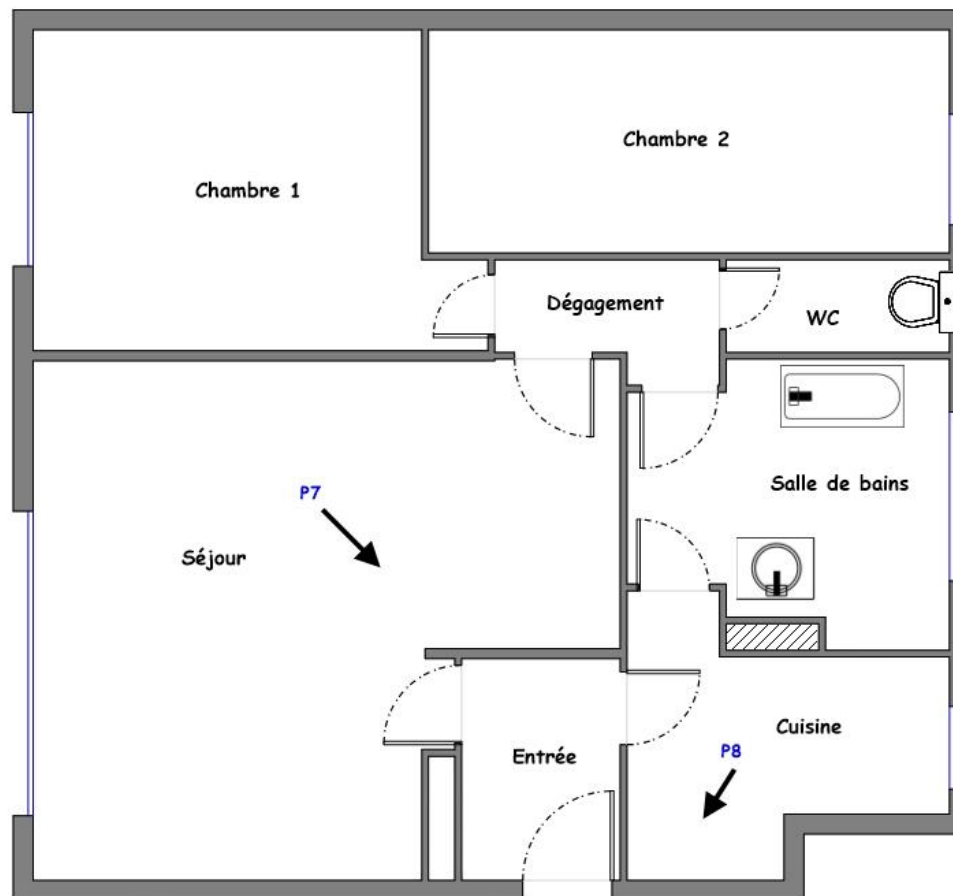 Chambre 2
Chambre 1
Dégagement
WC
Salle de bains
P7
Séjour
Cuisine
P8
Entrée